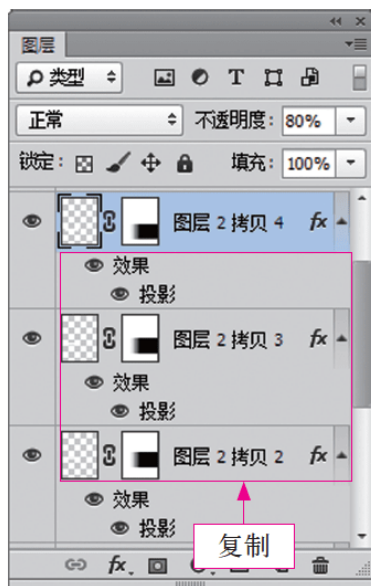 图层
类型
正常 不透明度: 80%
锁定: 填充: 100%
图层 2 拷贝 4 fx
效果
投影
图层 2 拷贝 3 fx
效果
投影
图层 2 拷贝 2 fx
效果
投影
复制
fx